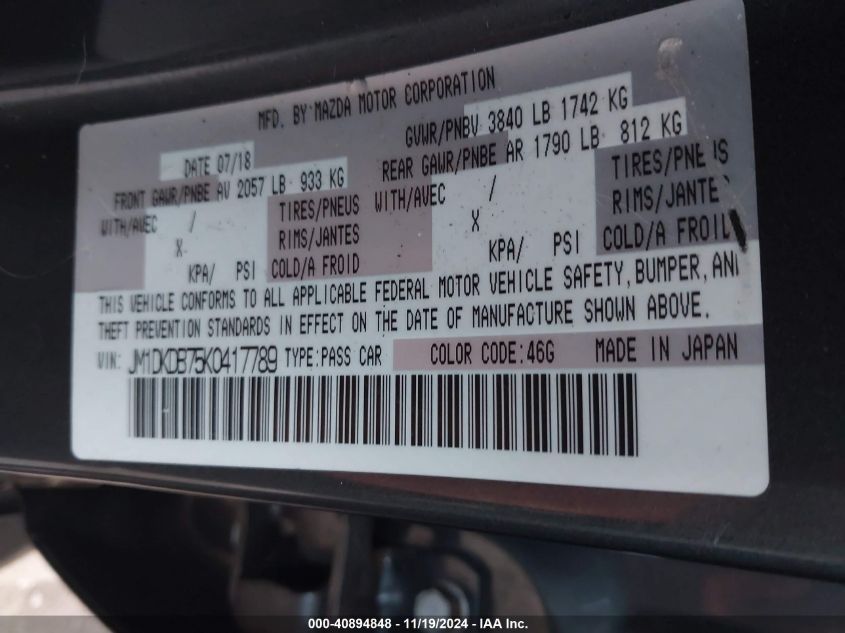 MFD. BY MAZDA MOTOR CORPORATION
DATE 07/18 GVWR/PNBV 3840 LB 1742 KG
FRONT GAWR/PNBE AV 2057 LB 933 KG REAR GAWR/PNBE AR 1790 LB 812 KG
WITH/AVEC / TIRES/PNEUS WITH/AVEC / TIRES/PNEUS
X RIMS/JANTES X RIMS/JANTES
KPA/ PSI COLD/A FROID KPA/ PSI COLD/A FROID
THIS VEHICLE CONFORMS TO ALL APPLICABLE FEDERAL MOTOR VEHICLE SAFETY, BUMPER, AND
THEFT PREVENTION STANDARDS IN EFFECT ON THE DATE OF MANUFACTURE SHOWN ABOVE.
VIN: JM1DKDB75K0417789 TYPE:PASS CAR COLOR CODE:46G MADE IN JAPAN
000-40894848 - 11/19/2024 - IAA Inc.